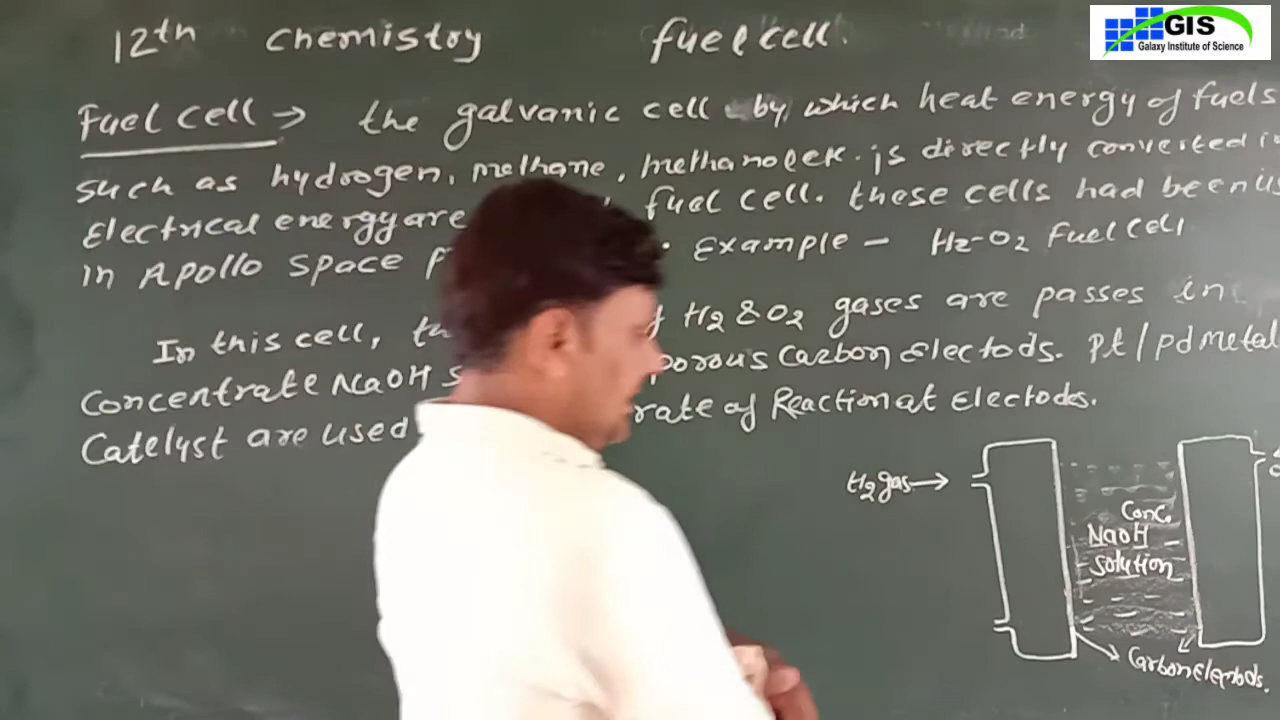 GIS
Galaxy Institute of Science
12th chemistry fuel cell.
Fuel cell → the galvanic cell by which heat energy of fuels
such as hydrogen, methane, methanol etc. is directly converted
Electrical energy are fuel cell. these cells had been
in Apollo space Example - H2-O2 Fuel cell
In this cell, H2 & O2 gases are passes in
Concentrate NaOH porous Carbon Electods. Pt/Pd Metal
Catelyst are used rate of Reaction at Electodes.
H2 gas →
Conc.
NaOH
Solution
Carbon electods.